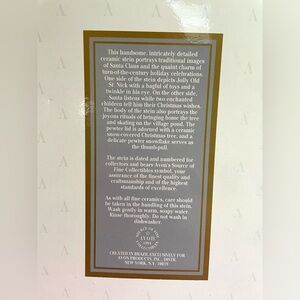 This handsome, intricately detailed
ceramic stein portrays traditional images
of Santa Claus and the quaint charm of
turn-of-the-century holiday celebrations.
One side of the stein depicts Jolly Old
St. Nick with a bagful of toys and a
twinkle in his eye. On the other side,
Santa listens while two enchanted
children tell him their Christmas wishes.
The body of the stein also portrays the
joyous rituals of bringing home the tree
and skating on the village pond. The
pewter lid is adorned with a ceramic
snow-covered Christmas tree, and a
delicate pewter snowflake serves as
the thumb-pull.
The stein is dated and numbered for
collectors and bears Avon's Source of
Fine Collectibles symbol, your
assurance of the finest quality and
craftsmanship and of the highest
standards of excellence.
As with all fine ceramics, care should
be taken in the handling of this stein.
Wash gently in warm, soapy water.
Rinse thoroughly. Do not wash in
dishwasher.
SOURCE OF FINE
AVON
COLLECTIBLES
CREATED IN BRAZIL EXCLUSIVELY FOR
AVON PRODUCTS, INC. DISTR.
NEW YORK, N.Y. 10019